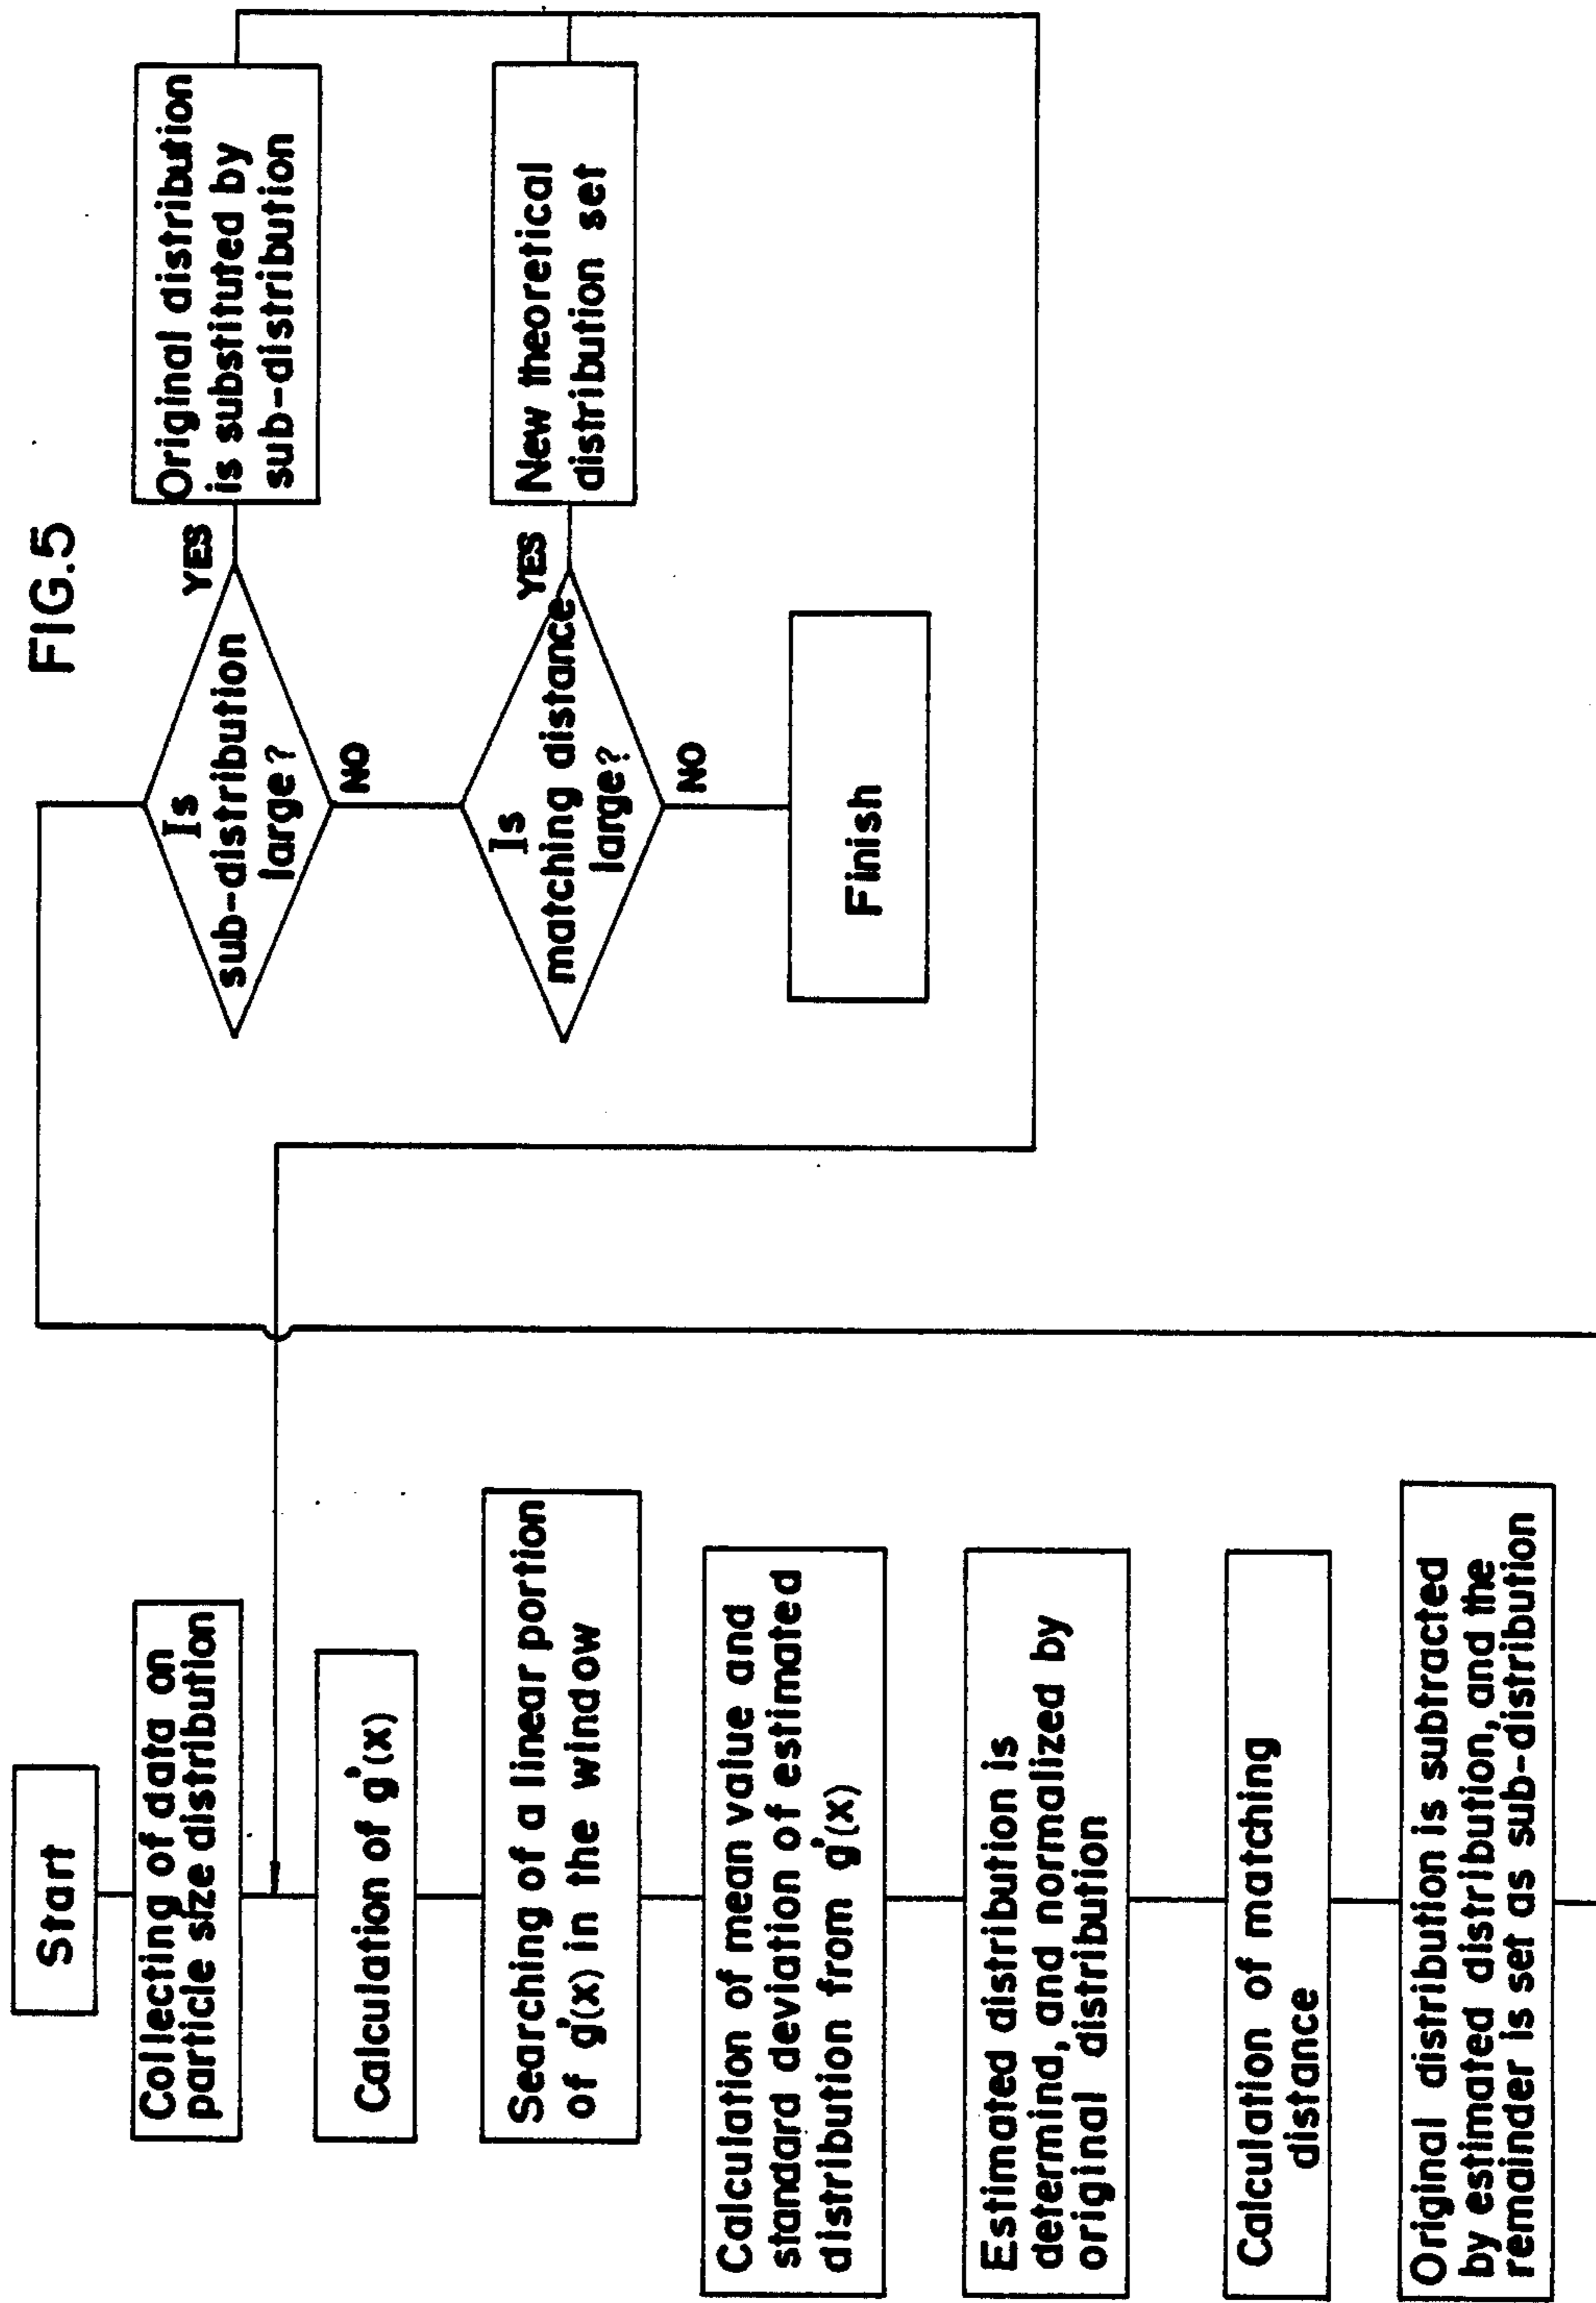 FIG.5
Start
Collecting of data on
particle size distribution
Calculation of g'(x)
Searching of a linear portion
of g'(x) in the window
Calculation of mean value and
standard deviation of estimated
distribution from g'(x)
Estimated distribution is
determind, and normalized by
original distribution
Calculation of matching
distance
Original distribution is subtracted
by estimated distribution, and the
remainder is set as sub-distribution
Is
sub-distribution
large?
YES
Original distribution
is substituted by
sub-distribution
NO
Is
matching distance
large?
YES
New theoretical
distribution set
NO
Finish